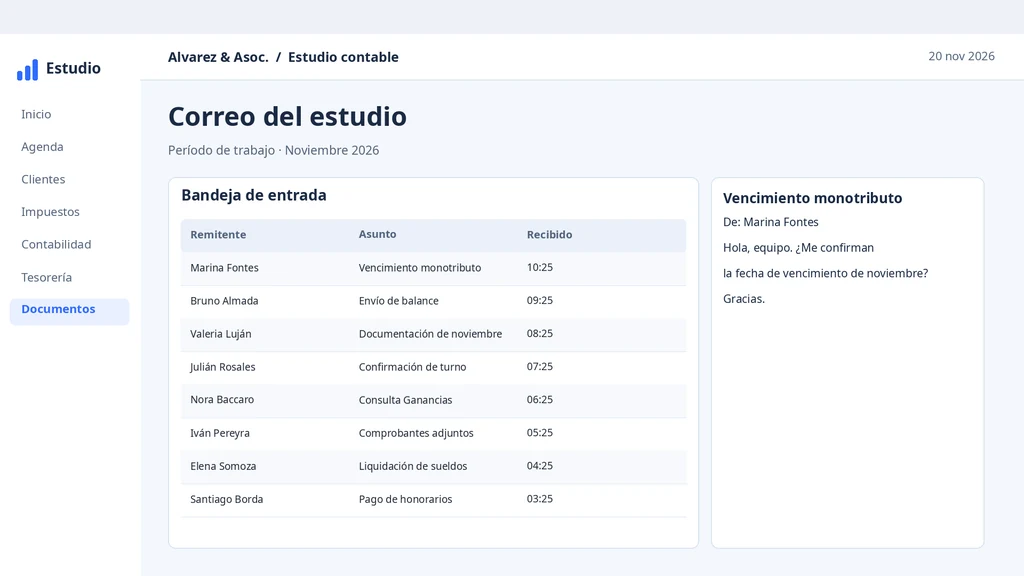 Estudio
Inicio
Agenda
Clientes
Impuestos
Contabilidad
Tesorería
Documentos
Alvarez & Asoc. / Estudio contable
20 nov 2026
Correo del estudio
Período de trabajo · Noviembre 2026
Bandeja de entrada
Remitente Asunto Recibido
Marina Fontes Vencimiento monotributo 10:25
Bruno Almada Envío de balance 09:25
Valeria Luján Documentación de noviembre 08:25
Julián Rosales Confirmación de turno 07:25
Nora Baccaro Consulta Ganancias 06:25
Iván Pereyra Comprobantes adjuntos 05:25
Elena Somoza Liquidación de sueldos 04:25
Santiago Borda Pago de honorarios 03:25
Vencimiento monotributo
De: Marina Fontes
Hola, equipo. ¿Me confirman
la fecha de vencimiento de noviembre?
Gracias.